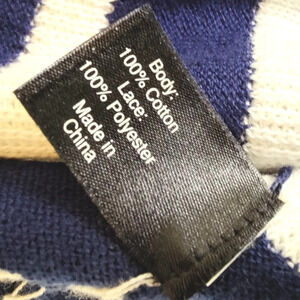 Body:
100% Cotton
Lace:
100% Polyester
Made in
China